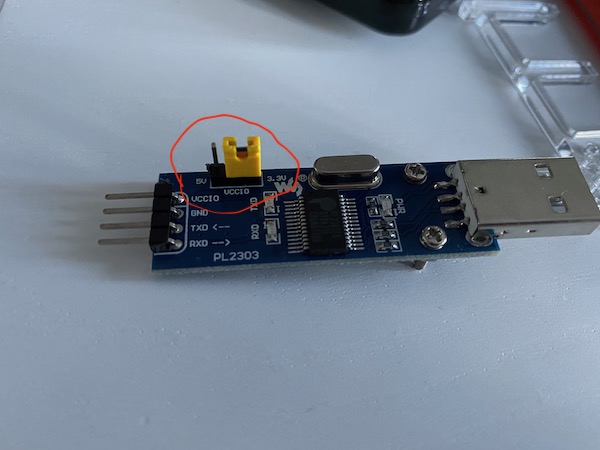 5V
3.3V
VCCIO
VCCIO
GND
TXD <--
RXD -->
TXD
RXD
PWR
PL2303
®